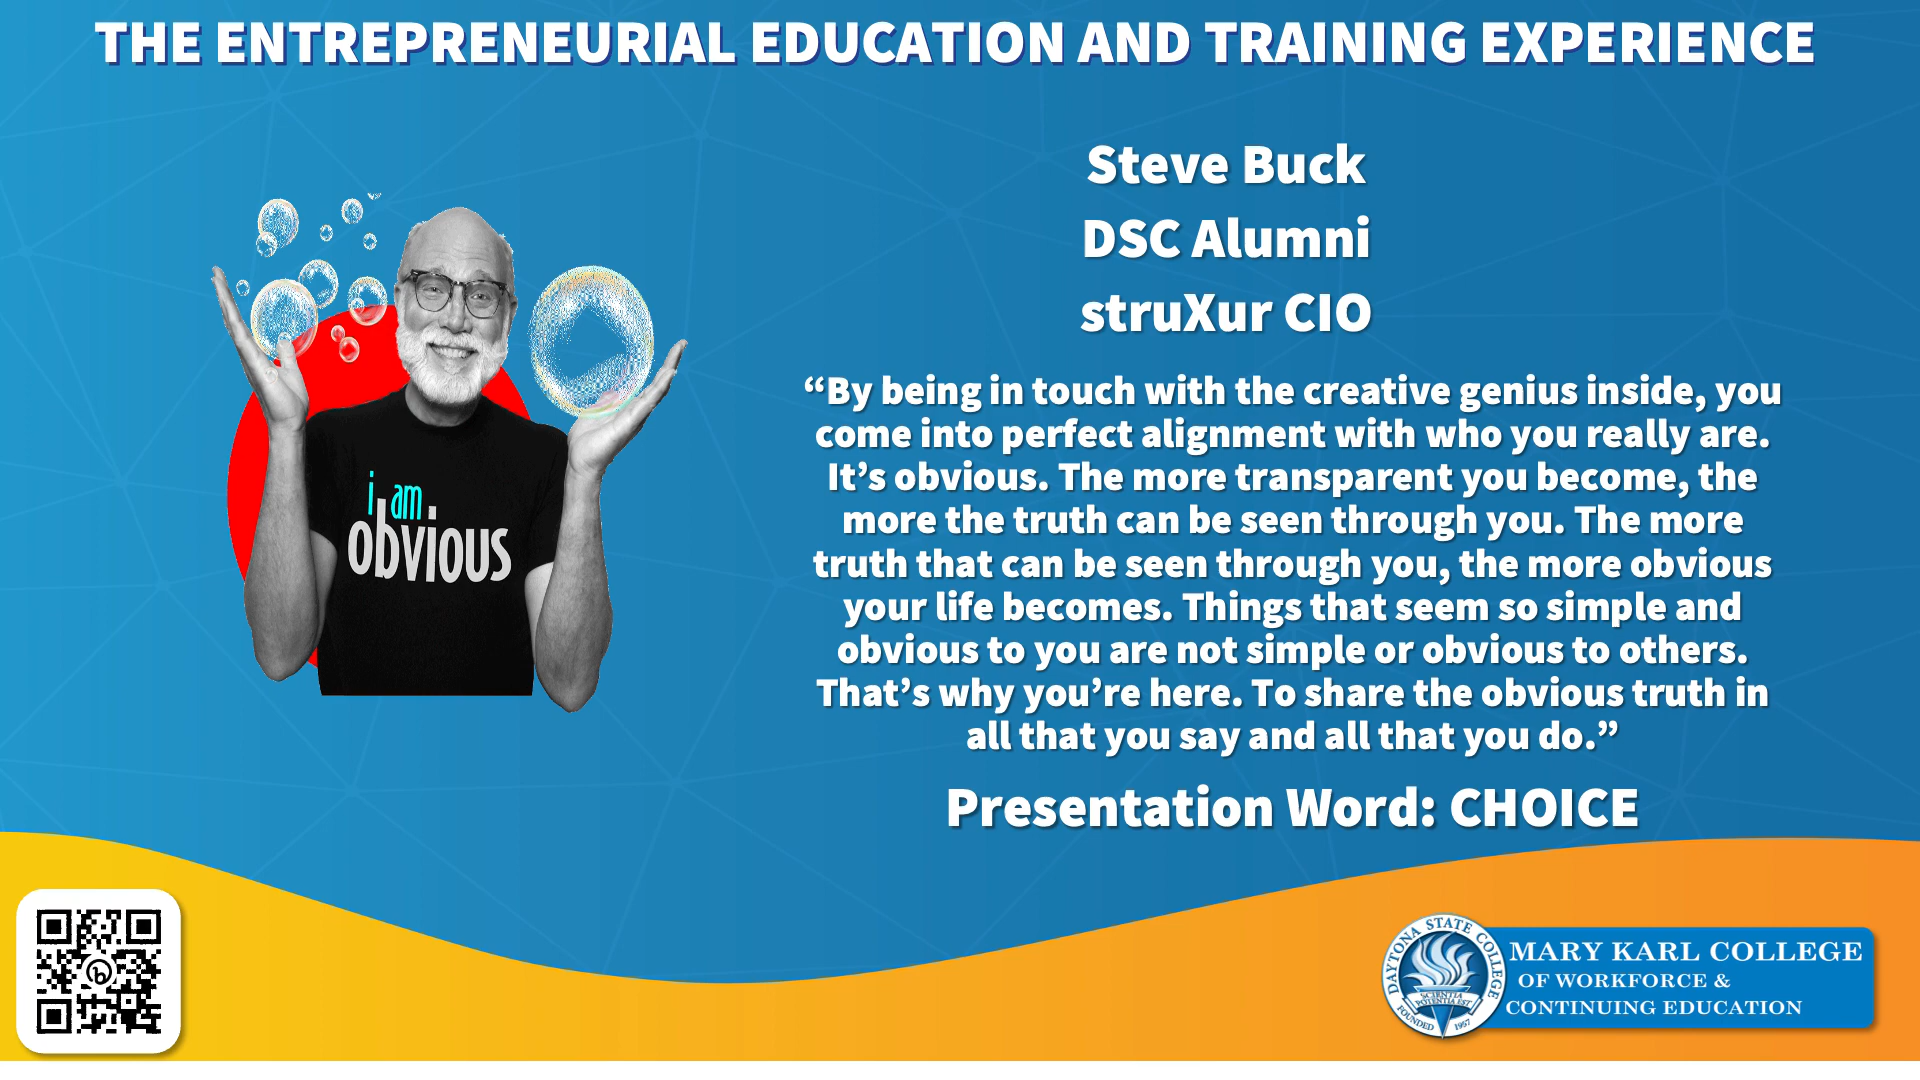 THE ENTREPRENEURIAL EDUCATION AND TRAINING EXPERIENCE
Steve Buck
DSC Alumni
struXur CIO
“By being in touch with the creative genius inside, you
come into perfect alignment with who you really are.
It’s obvious. The more transparent you become, the
more the truth can be seen through you. The more
truth that can be seen through you, the more obvious
your life becomes. Things that seem so simple and
obvious to you are not simple or obvious to others.
That’s why you’re here. To share the obvious truth in
all that you say and all that you do.”
Presentation Word: CHOICE
i am
obvious
DAYTONA STATE COLLEGE
SCIENTIA
POTENTIA EST
FOUNDED 1957
MARY KARL COLLEGE
OF WORKFORCE &
CONTINUING EDUCATION